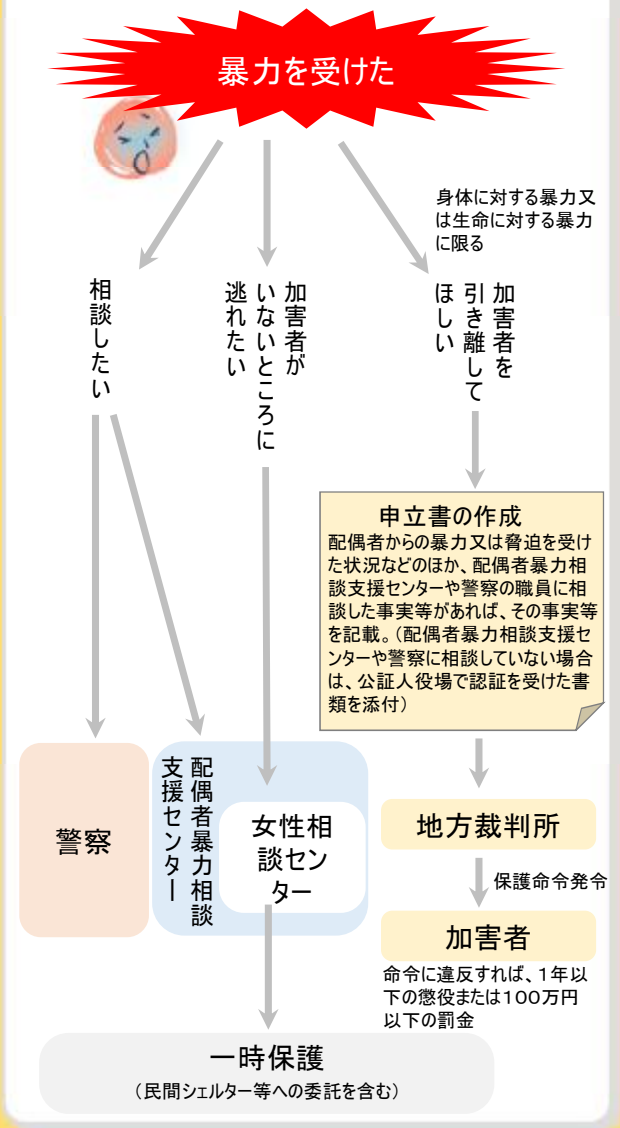 暴力を受けた
身体に対する暴力又
は生命に対する暴力
に限る
相談したい
加害者が
いないところに
逃れたい
加害者を
引き離して
ほしい
申立書の作成
配偶者からの暴力又は脅迫を受け
た状況などのほか、配偶者暴力相
談支援センターや警察の職員に相
談した事実等があれば、その事実等
を記載。（配偶者暴力相談支援セ
ンターや警察に相談していない場合
は、公証人役場で認証を受けた書
類を添付）
警察
配偶者暴力相談
支援センター
女性相
談セン
ター
地方裁判所
保護命令発令
加害者
命令に違反すれば、１年以
下の懲役または１００万円
以下の罰金
一時保護
（民間シェルター等への委託を含む）